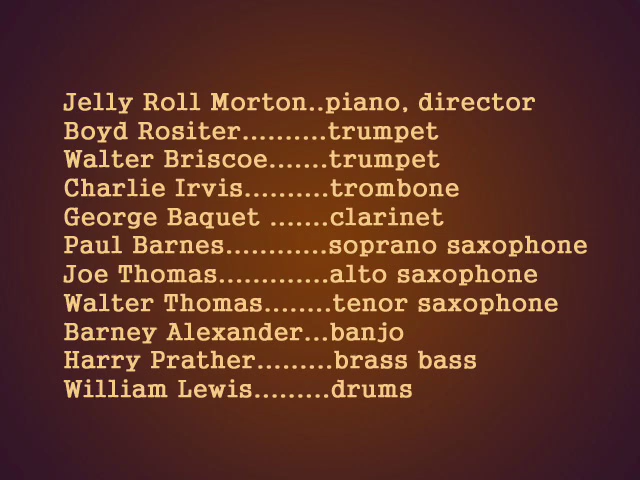 Jelly Roll Morton..piano, director
Boyd Rositer..........trumpet
Walter Briscoe.......trumpet
Charlie Irvis..........trombone
George Baquet .......clarinet
Paul Barnes............soprano saxophone
Joe Thomas.............alto saxophone
Walter Thomas........tenor saxophone
Barney Alexander...banjo
Harry Prather.........brass bass
William Lewis.........drums